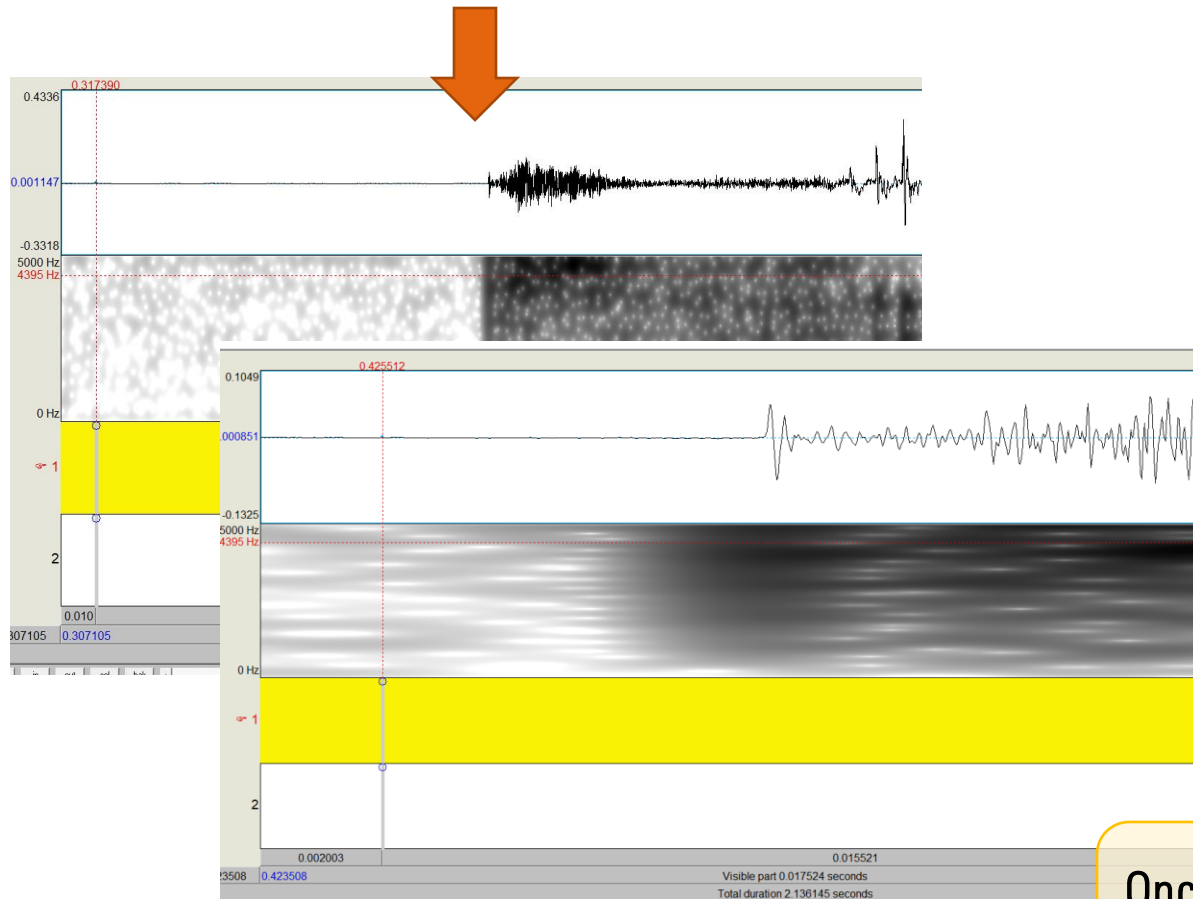 0.317390
0.4336
0.001147
-0.3318
5000 Hz
4395 Hz
0 Hz
1
2
0.010
307105 0.307105
0.425512
0.1049
.000851
-0.1325
5000 Hz
4395 Hz
0 Hz
1
2
0.002003 0.015521
23508 0.423508 Visible part 0.017524 seconds
Total duration 2.136145 seconds
Onc